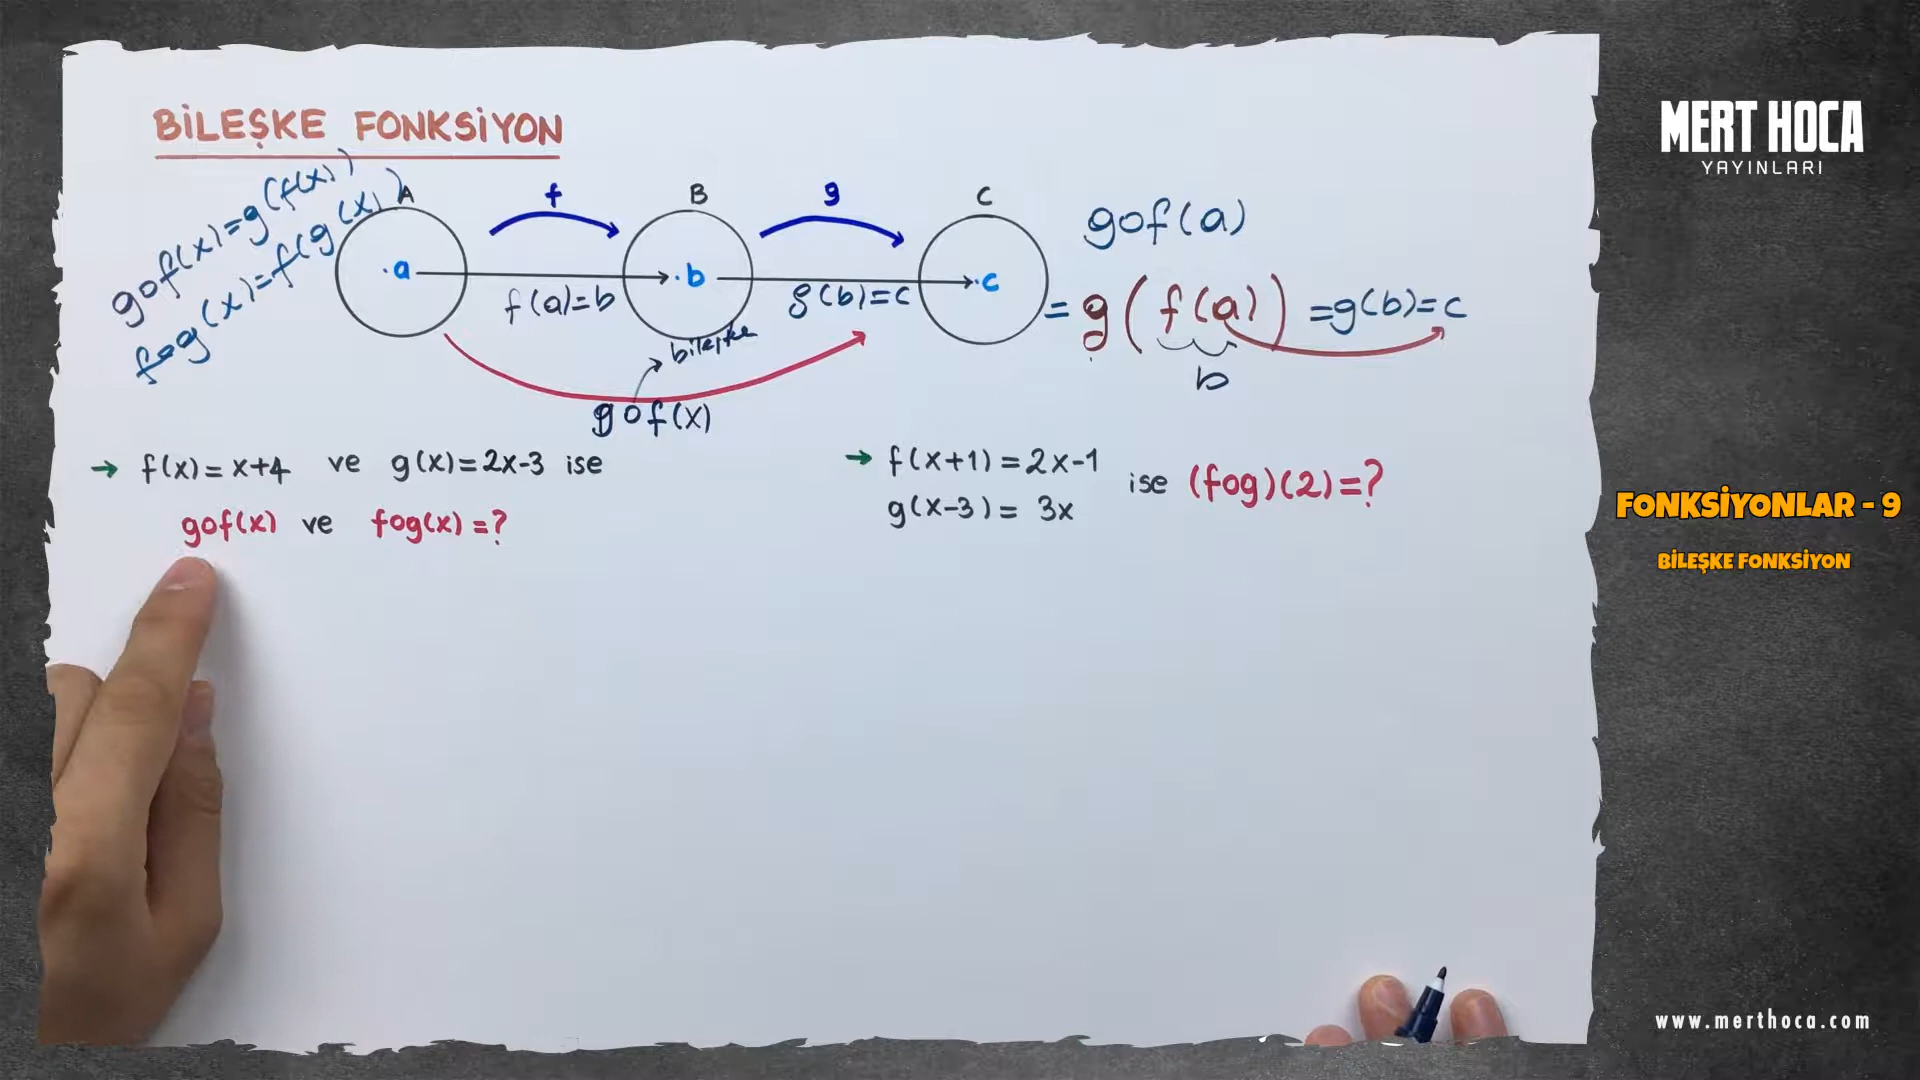 BİLEŞKE FONKSİYON
gof(x)=g(f(x))
fog(x)=f(g(x))
A
f
B
g
C
.a
.b
.c
f(a)=b
g(b)=c
bileşke
gof(x)
gof(a)
=g(f(a))=g(b)=c
b
→ f(x)=x+4 ve g(x)=2x-3 ise
gof(x) ve fog(x)=?
→ f(x+1)=2x-1
g(x-3)=3x
ise (fog)(2)=?
MERT HOCA
YAYINLARI
FONKSİYONLAR - 9
BİLEŞKE FONKSİYON
www.merthoca.com